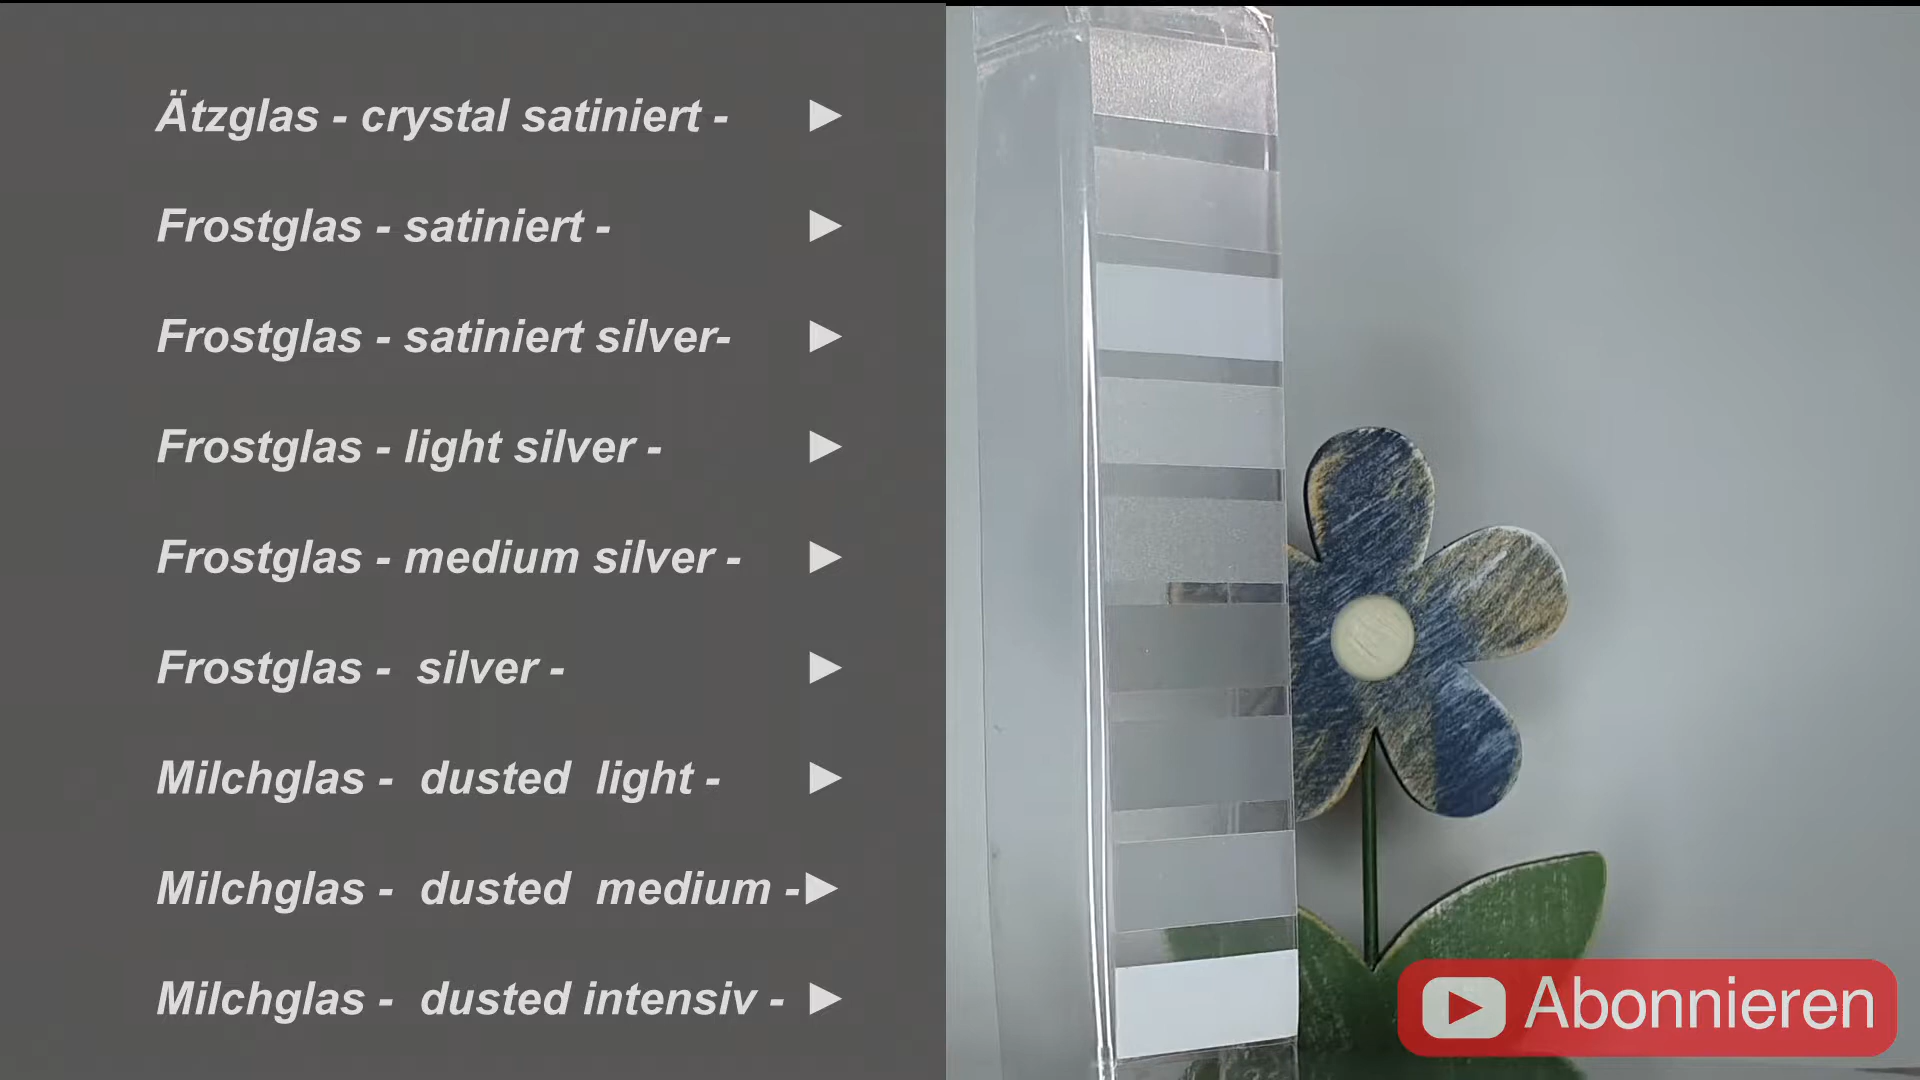 Ätzglas - crystal satiniert - ►
Frostglas - satiniert - ►
Frostglas - satiniert silver- ►
Frostglas - light silver - ►
Frostglas - medium silver - ►
Frostglas -  silver - ►
Milchglas -  dusted  light - ►
Milchglas -  dusted  medium -►
Milchglas -  dusted intensiv - ►
Abonnieren